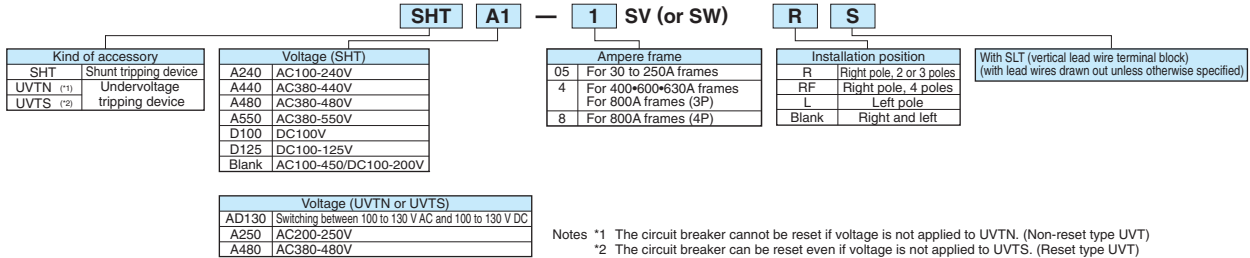 SHT A1 — 1 SV (or SW) R S
Kind of accessory
SHT Shunt tripping device
UVTN (*1) Undervoltage
UVTS (*2) tripping device
Voltage (SHT)
A240 AC100-240V
A440 AC380-440V
A480 AC380-480V
A550 AC380-550V
D100 DC100V
D125 DC100-125V
Blank AC100-450/DC100-200V
Ampere frame
05 For 30 to 250A frames
4 For 400•600•630A frames
For 800A frames (3P)
8 For 800A frames (4P)
Installation position
R Right pole, 2 or 3 poles
RF Right pole, 4 poles
L Left pole
Blank Right and left
With SLT (vertical lead wire terminal block)
(with lead wires drawn out unless otherwise specified)
Voltage (UVTN or UVTS)
AD130 Switching between 100 to 130 V AC and 100 to 130 V DC
A250 AC200-250V
A480 AC380-480V
Notes *1 The circuit breaker cannot be reset if voltage is not applied to UVTN. (Non-reset type UVT)
*2 The circuit breaker can be reset even if voltage is not applied to UVTS. (Reset type UVT)